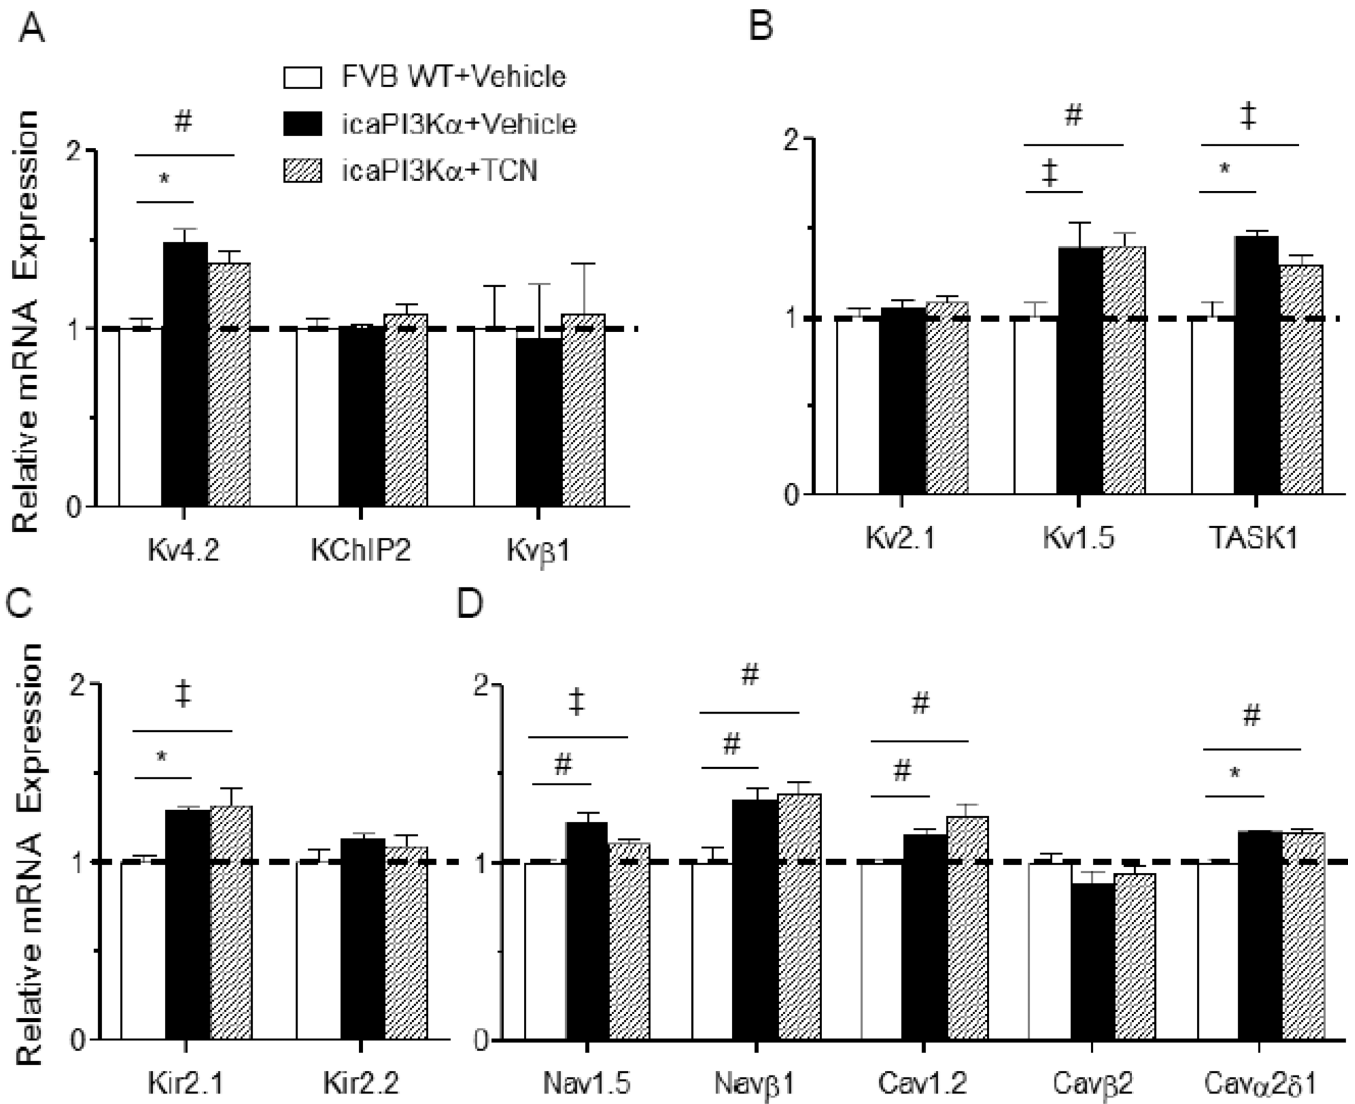 A
FVB WT+Vehicle
icaPI3Kα+Vehicle
icaPI3Kα+TCN
Relative mRNA Expression
2
1
0
#
*
Kv4.2 KChIP2 Kvβ1
B
2
1
0
# ‡
‡ *
Kv2.1 Kv1.5 TASK1
C
Relative mRNA Expression
2
1
0
‡
*
Kir2.1 Kir2.2
D
2
1
0
‡ # # #
# # # *
Nav1.5 Navβ1 Cav1.2 Cavβ2 Cavα2δ1